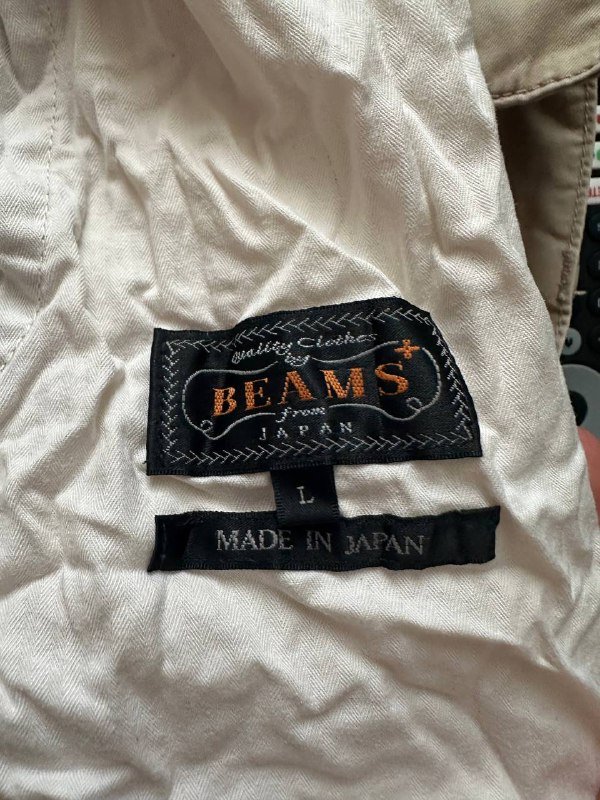 Quality Clothes
by
BEAMS+
from
JAPAN
L
MADE IN JAPAN